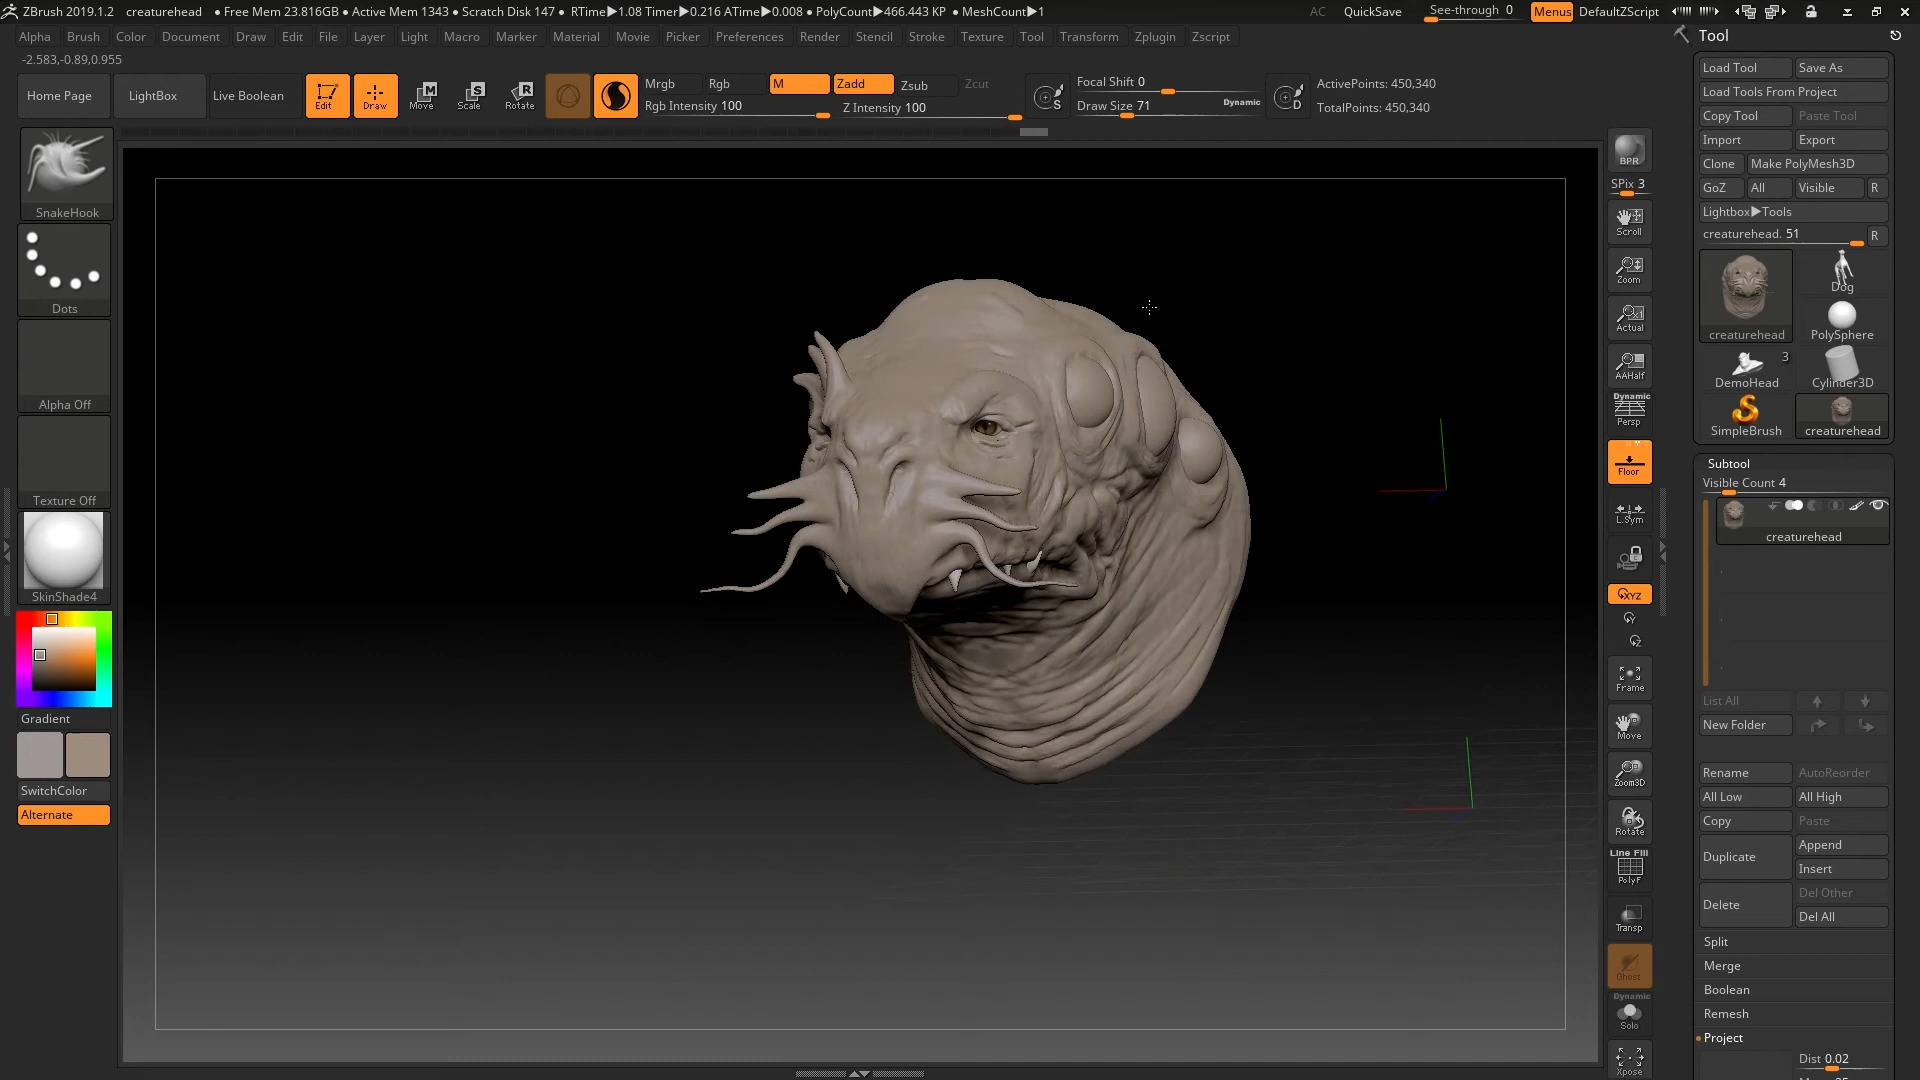 ZBrush 2019.1.2 creaturehead • Free Mem 23.816GB • Active Mem 1343 • Scratch Disk 147 • RTime▶1.08 Timer▶0.216 ATime▶0.008 • PolyCount▶466.443 KP • MeshCount▶1 AC QuickSave See-through 0 Menus DefaultZScript
Alpha Brush Color Document Draw Edit File Layer Light Macro Marker Material Movie Picker Preferences Render Stencil Stroke Texture Tool Transform Zplugin Zscript
-2.583,-0.89,0.955
Home Page LightBox Live Boolean Edit Draw Move Scale Rotate
M S R
Mrgb Rgb M Zadd Zsub Zcut
Rgb Intensity 100 Z Intensity 100
S Focal Shift 0
Draw Size 71 Dynamic
D ActivePoints: 450,340
TotalPoints: 450,340
SnakeHook
Dots
Alpha Off
Texture Off
SkinShade4
Gradient
SwitchColor
Alternate
BPR
SPix 3
Scroll
Zoom
Actual
AAHalf
Dynamic
Persp
Floor
L.Sym
XYZ
Y
Z
Frame
Move
Zoom3D
Rotate
Line Fill
PolyF
Transp
Ghost
Dynamic
Solo
Xpose
Tool
Load Tool Save As
Load Tools From Project
Copy Tool Paste Tool
Import Export
Clone Make PolyMesh3D
GoZ All Visible R
Lightbox▶Tools
creaturehead. 51 R
creaturehead Dog
PolySphere
3
DemoHead Cylinder3D
SimpleBrush creaturehead
Subtool
Visible Count 4
creaturehead
List All
New Folder
Rename AutoReorder
All Low All High
Copy Paste
Duplicate Append
Insert
Delete Del Other
Del All
Split
Merge
Boolean
Remesh
Project
Dist 0.02